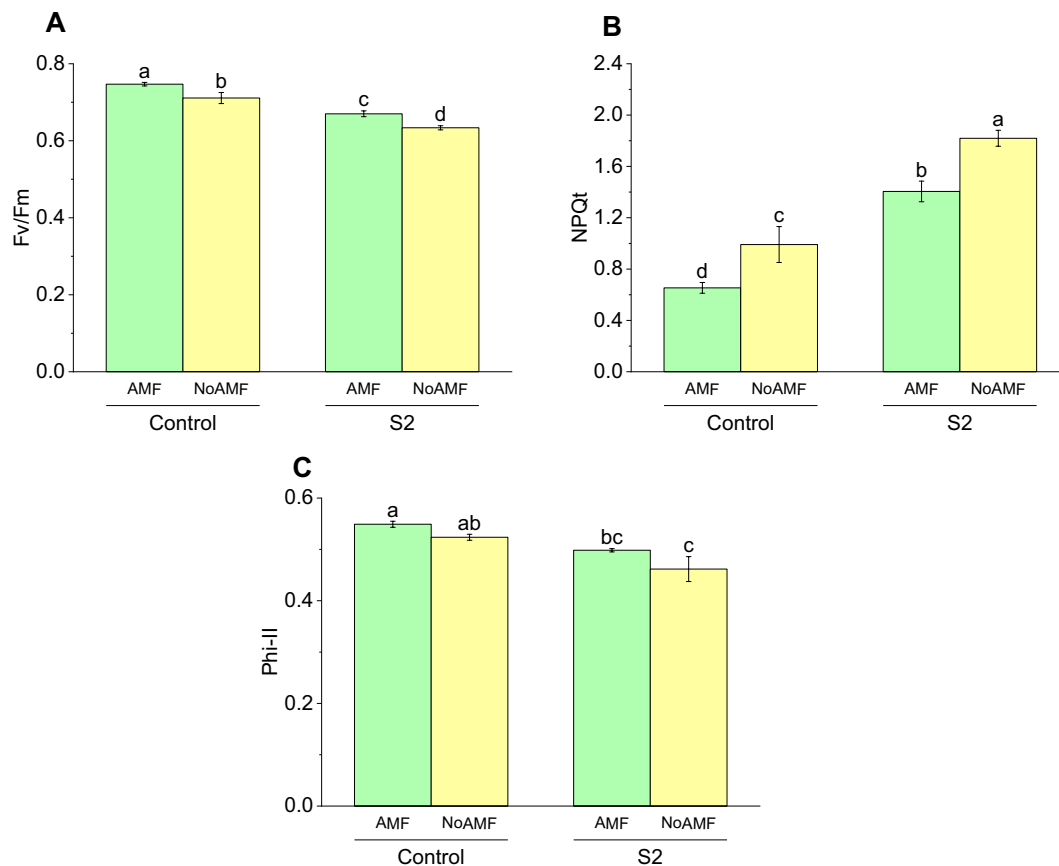 A
Fv/Fm
0.8
0.6
0.4
0.2
0.0
a
b
c
d
AMF NoAMF AMF NoAMF
Control S2
B
NPQt
2.4
2.0
1.6
1.2
0.8
0.4
0.0
d
c
b
a
AMF NoAMF AMF NoAMF
Control S2
C
Phi-II
0.6
0.4
0.2
0.0
a
ab
bc
c
AMF NoAMF AMF NoAMF
Control S2